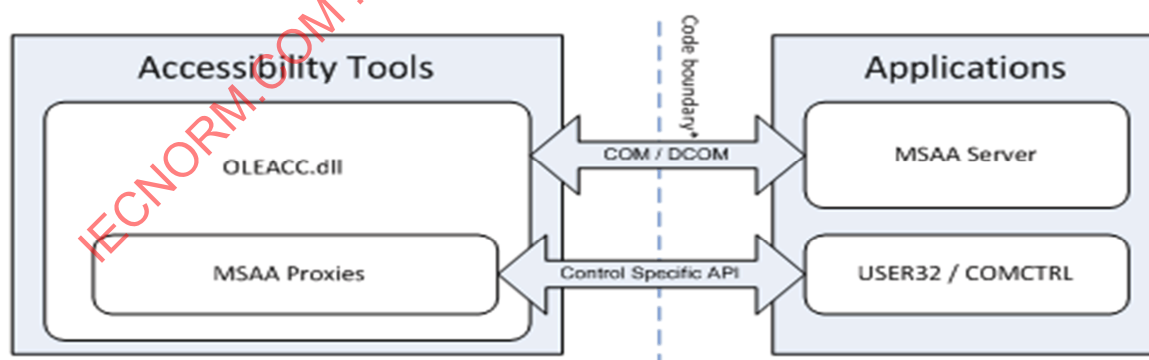 Accessibility Tools
OLEACC.dll
MSAA Proxies
Code boundary*
COM / DCOM
Control Specific API
Applications
MSAA Server
USER32 / COMCTRL
IECNORM.COM